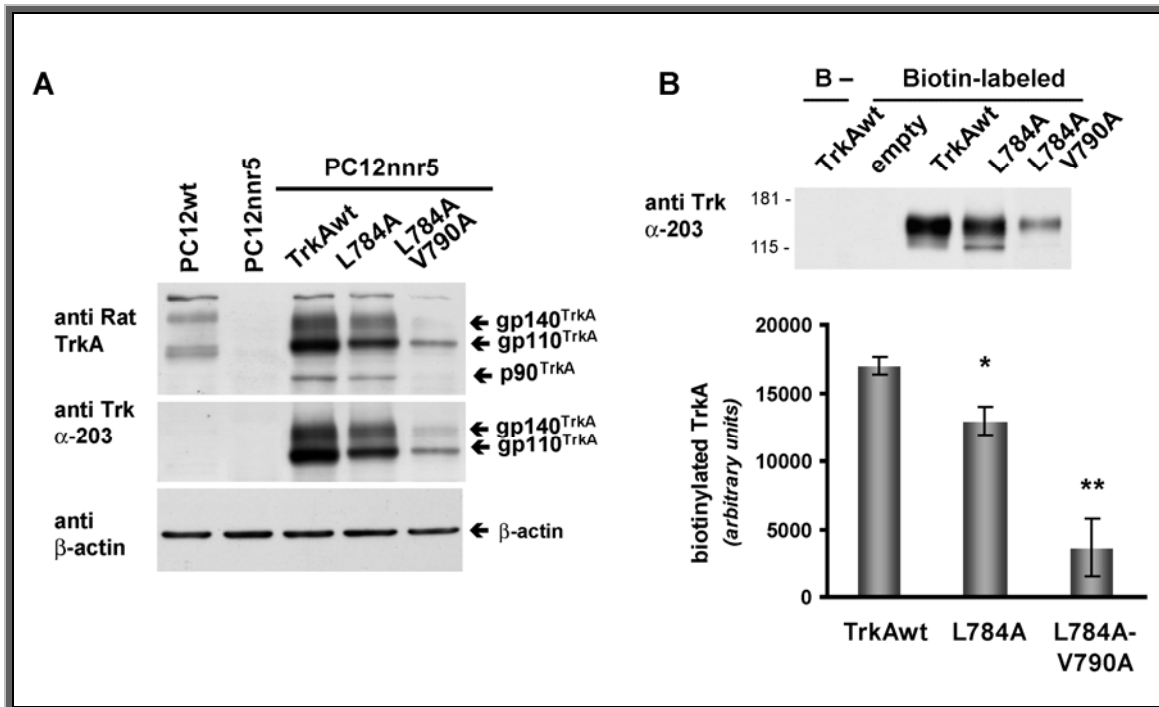 A
PC12wt
PC12nnr5
PC12nnr5
TrkAwt
L784A
L784A
V790A
anti Rat
TrkA
gp140TrkA
gp110TrkA
p90TrkA
anti Trk
α-203
gp140TrkA
gp110TrkA
anti
β-actin
β-actin
B
B –
Biotin-labeled
TrkAwt
empty
TrkAwt
L784A
L784A
V790A
anti Trk
α-203
181 -
115 -
biotinylated TrkA
(arbitrary units)
20000
15000
10000
5000
0
*
**
TrkAwt
L784A
L784A-
V790A